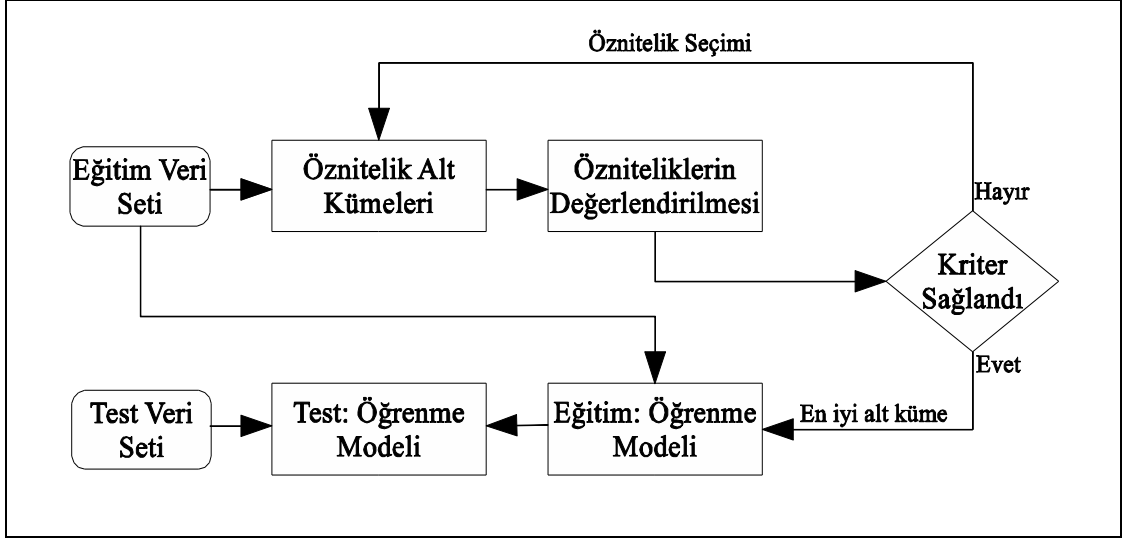 Öznitelik Seçimi
Eğitim Veri
Seti
Öznitelik Alt
Kümeleri
Özniteliklerin
Değerlendirilmesi
Hayır
Kriter
Sağlandı
Evet
Test Veri
Seti
Test: Öğrenme
Modeli
Eğitim: Öğrenme
Modeli
En iyi alt küme